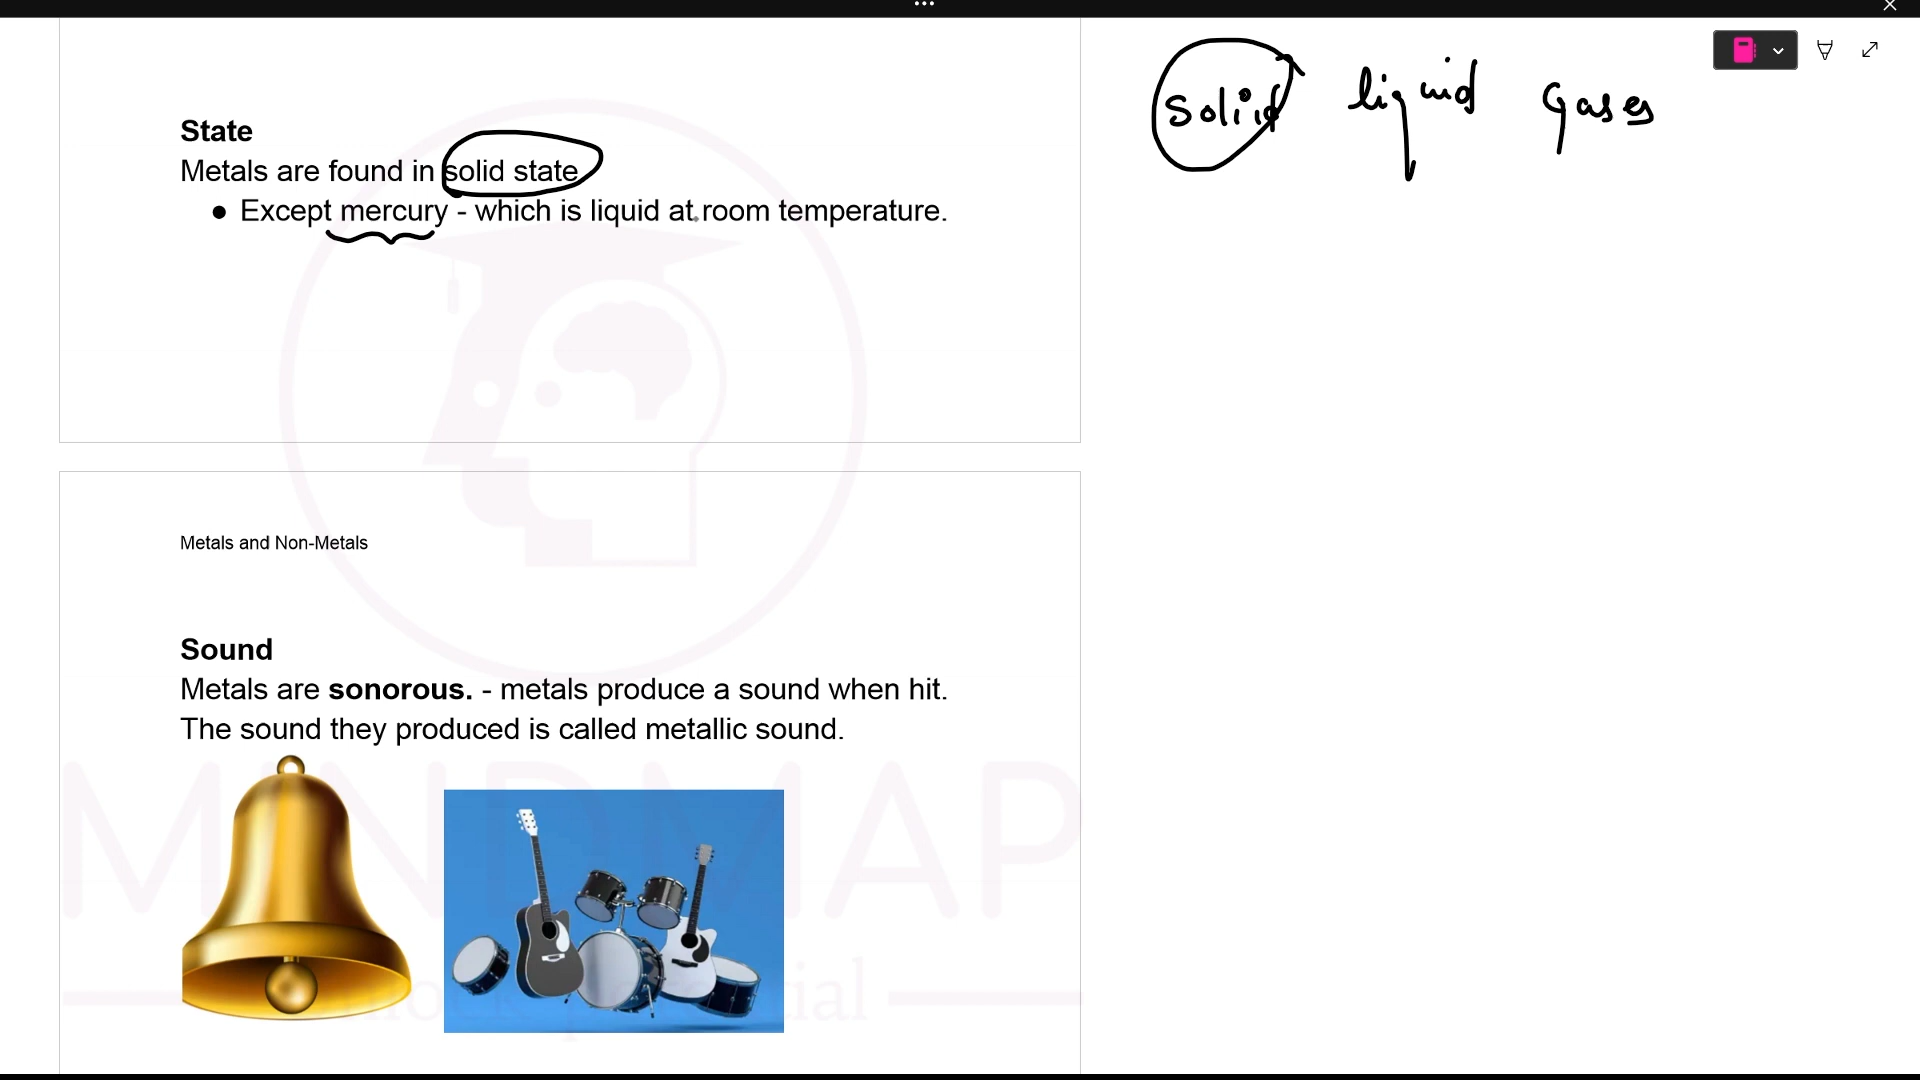 Solid liquid Gases
State
Metals are found in solid state
● Except mercury - which is liquid at room temperature.
Metals and Non-Metals
Sound
Metals are sonorous. - metals produce a sound when hit.
The sound they produced is called metallic sound.
MINDMAP